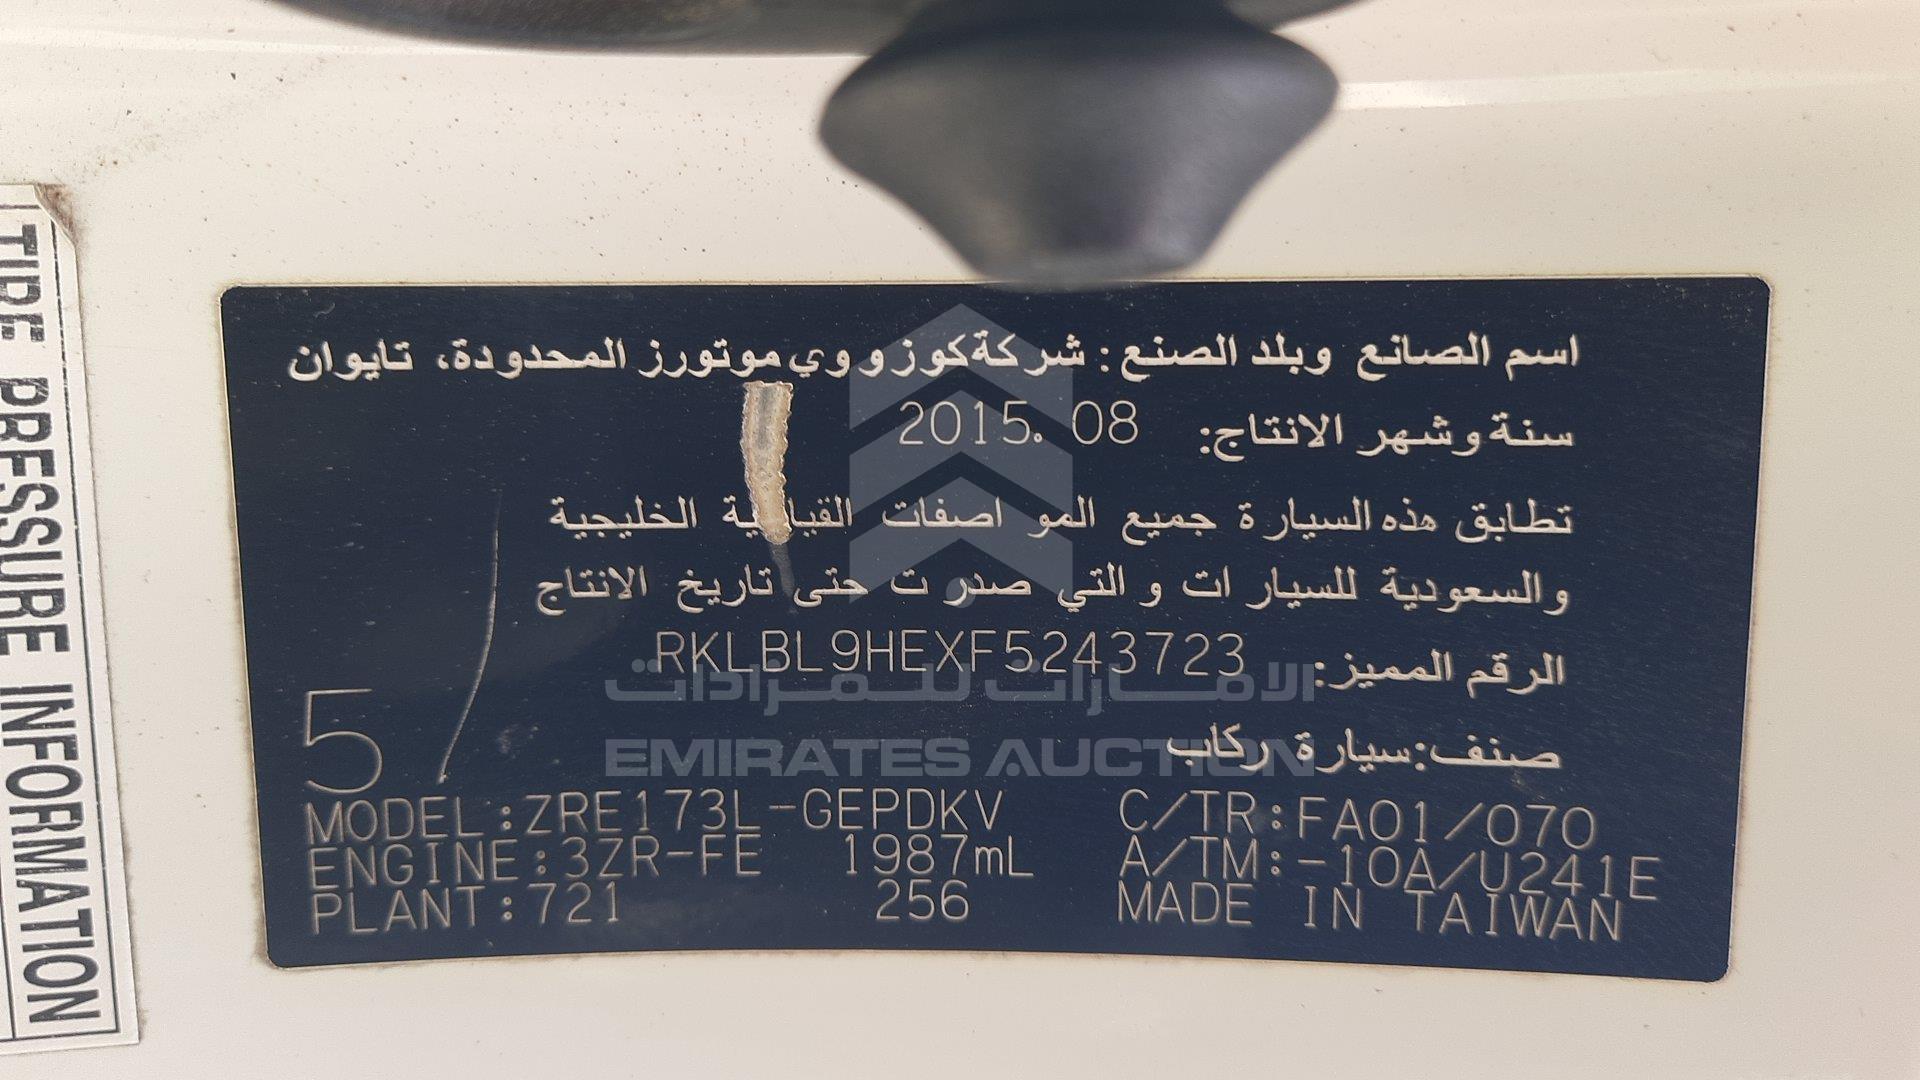 اسم الصانع وبلد الصنع : شركة كوزووي موتورز المحدودة، تايوان
سنة وشهر الانتاج: 2015.08
تطابق هذه السيارة جميع المواصفات الخليجية
والسعودية للسيارات والتي صدرت حتى تاريخ الانتاج
الرقم المميز: RKLBL9HEXF5243723
صنف: سيارة ركاب
5
MODEL:ZRE173L-GEPDKV C/TR:FA01/070
ENGINE:3ZR-FE 1987mL A/TM:-10A/U241E
PLANT:721 256 MADE IN TAIWAN
TIRE PRESSURE INFORMATION
الامارات للمزادات
EMIRATES AUCTION